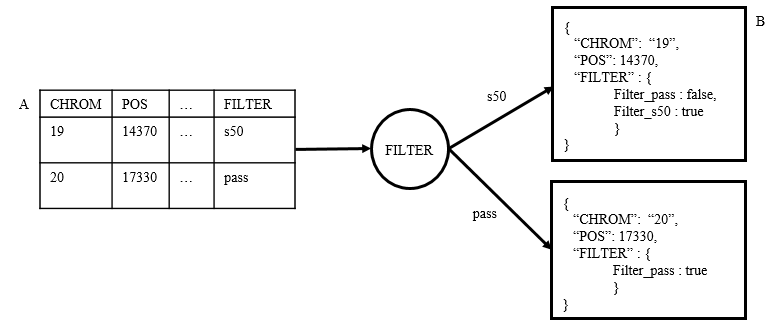 A
CHROM POS … FILTER
19 14370 … s50
20 17330 … pass
FILTER
s50
pass
B
{
“CHROM”: “19”,
“POS”: 14370,
“FILTER” : {
Filter_pass : false,
Filter_s50 : true
}
}
{
“CHROM”: “20”,
“POS”: 17330,
“FILTER” : {
Filter_pass : true
}
}